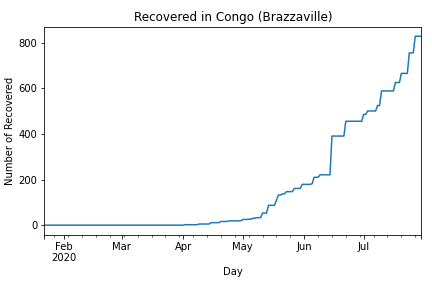 Recovered in Congo (Brazzaville)
Number of Recovered
800
600
400
200
0
Feb Mar Apr May Jun Jul
2020
Day